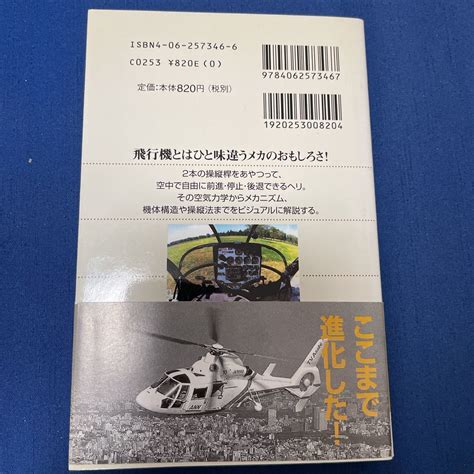 ISBN4-06-257346-6
C0253 ¥820E (0)
定価：本体820円（税別）
9784062573467
1920253008204
飛行機とはひと味違うメカのおもしろさ！
2本の操縦桿をあやつって、
空中で自由に前進・停止・後退できるヘリ。
その空気力学からメカニズム、
機体構造や操縦法までをビジュアルに解説する。
ここまで
進化した！